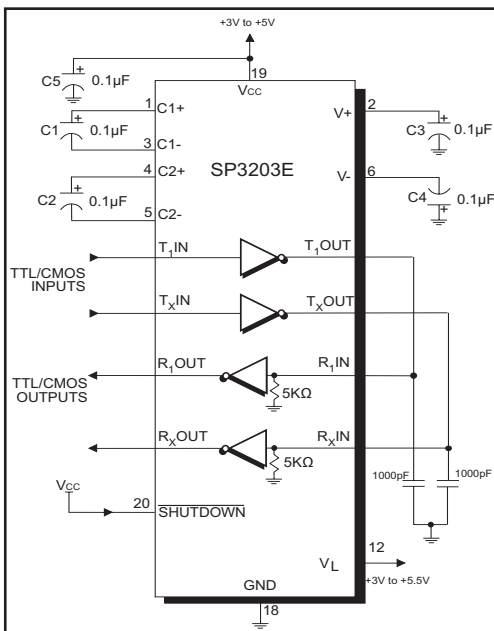 +3V to +5V
C5
+
0.1µF
19
VCC
1
C1+
C1
+
0.1µF
3
C1-
4
C2+
C2
+
0.1µF
5
C2-
SP3203E
V+
2
C3
+
0.1µF
V-
6
C4
+
0.1µF
TTL/CMOS
INPUTS
T1IN
T1OUT
TXIN
TXOUT
TTL/CMOS
OUTPUTS
R1OUT
R1IN
5KΩ
RXOUT
RXIN
5KΩ
1000pF
1000pF
VCC
20
SHUTDOWN
VL
12
+3V to +5.5V
GND
18